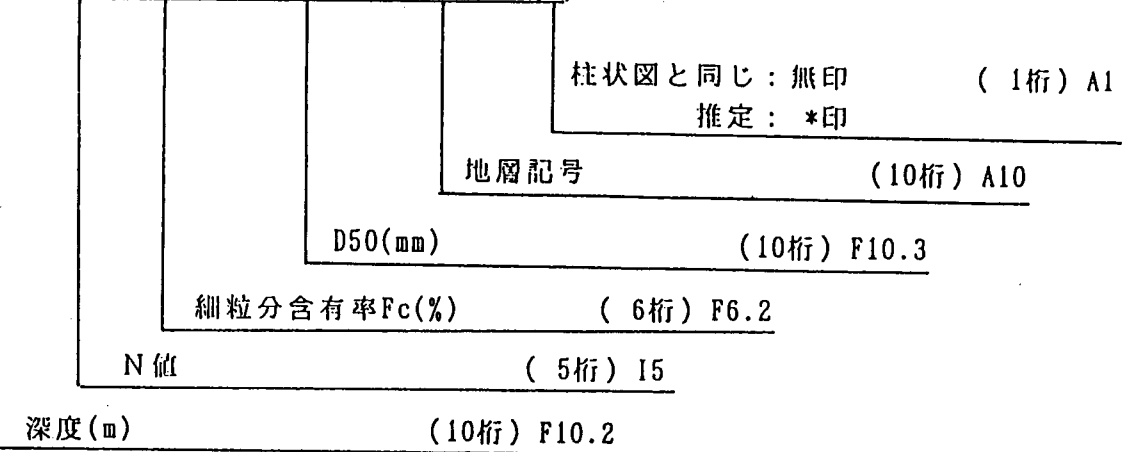 柱状図と同じ：無印 ( 1桁) A1
推定： *印
地層記号 (10桁) A10
D50(mm) (10桁) F10.3
細粒分含有率Fc(%) ( 6桁) F6.2
N値 ( 5桁) I5
深度(m) (10桁) F10.2